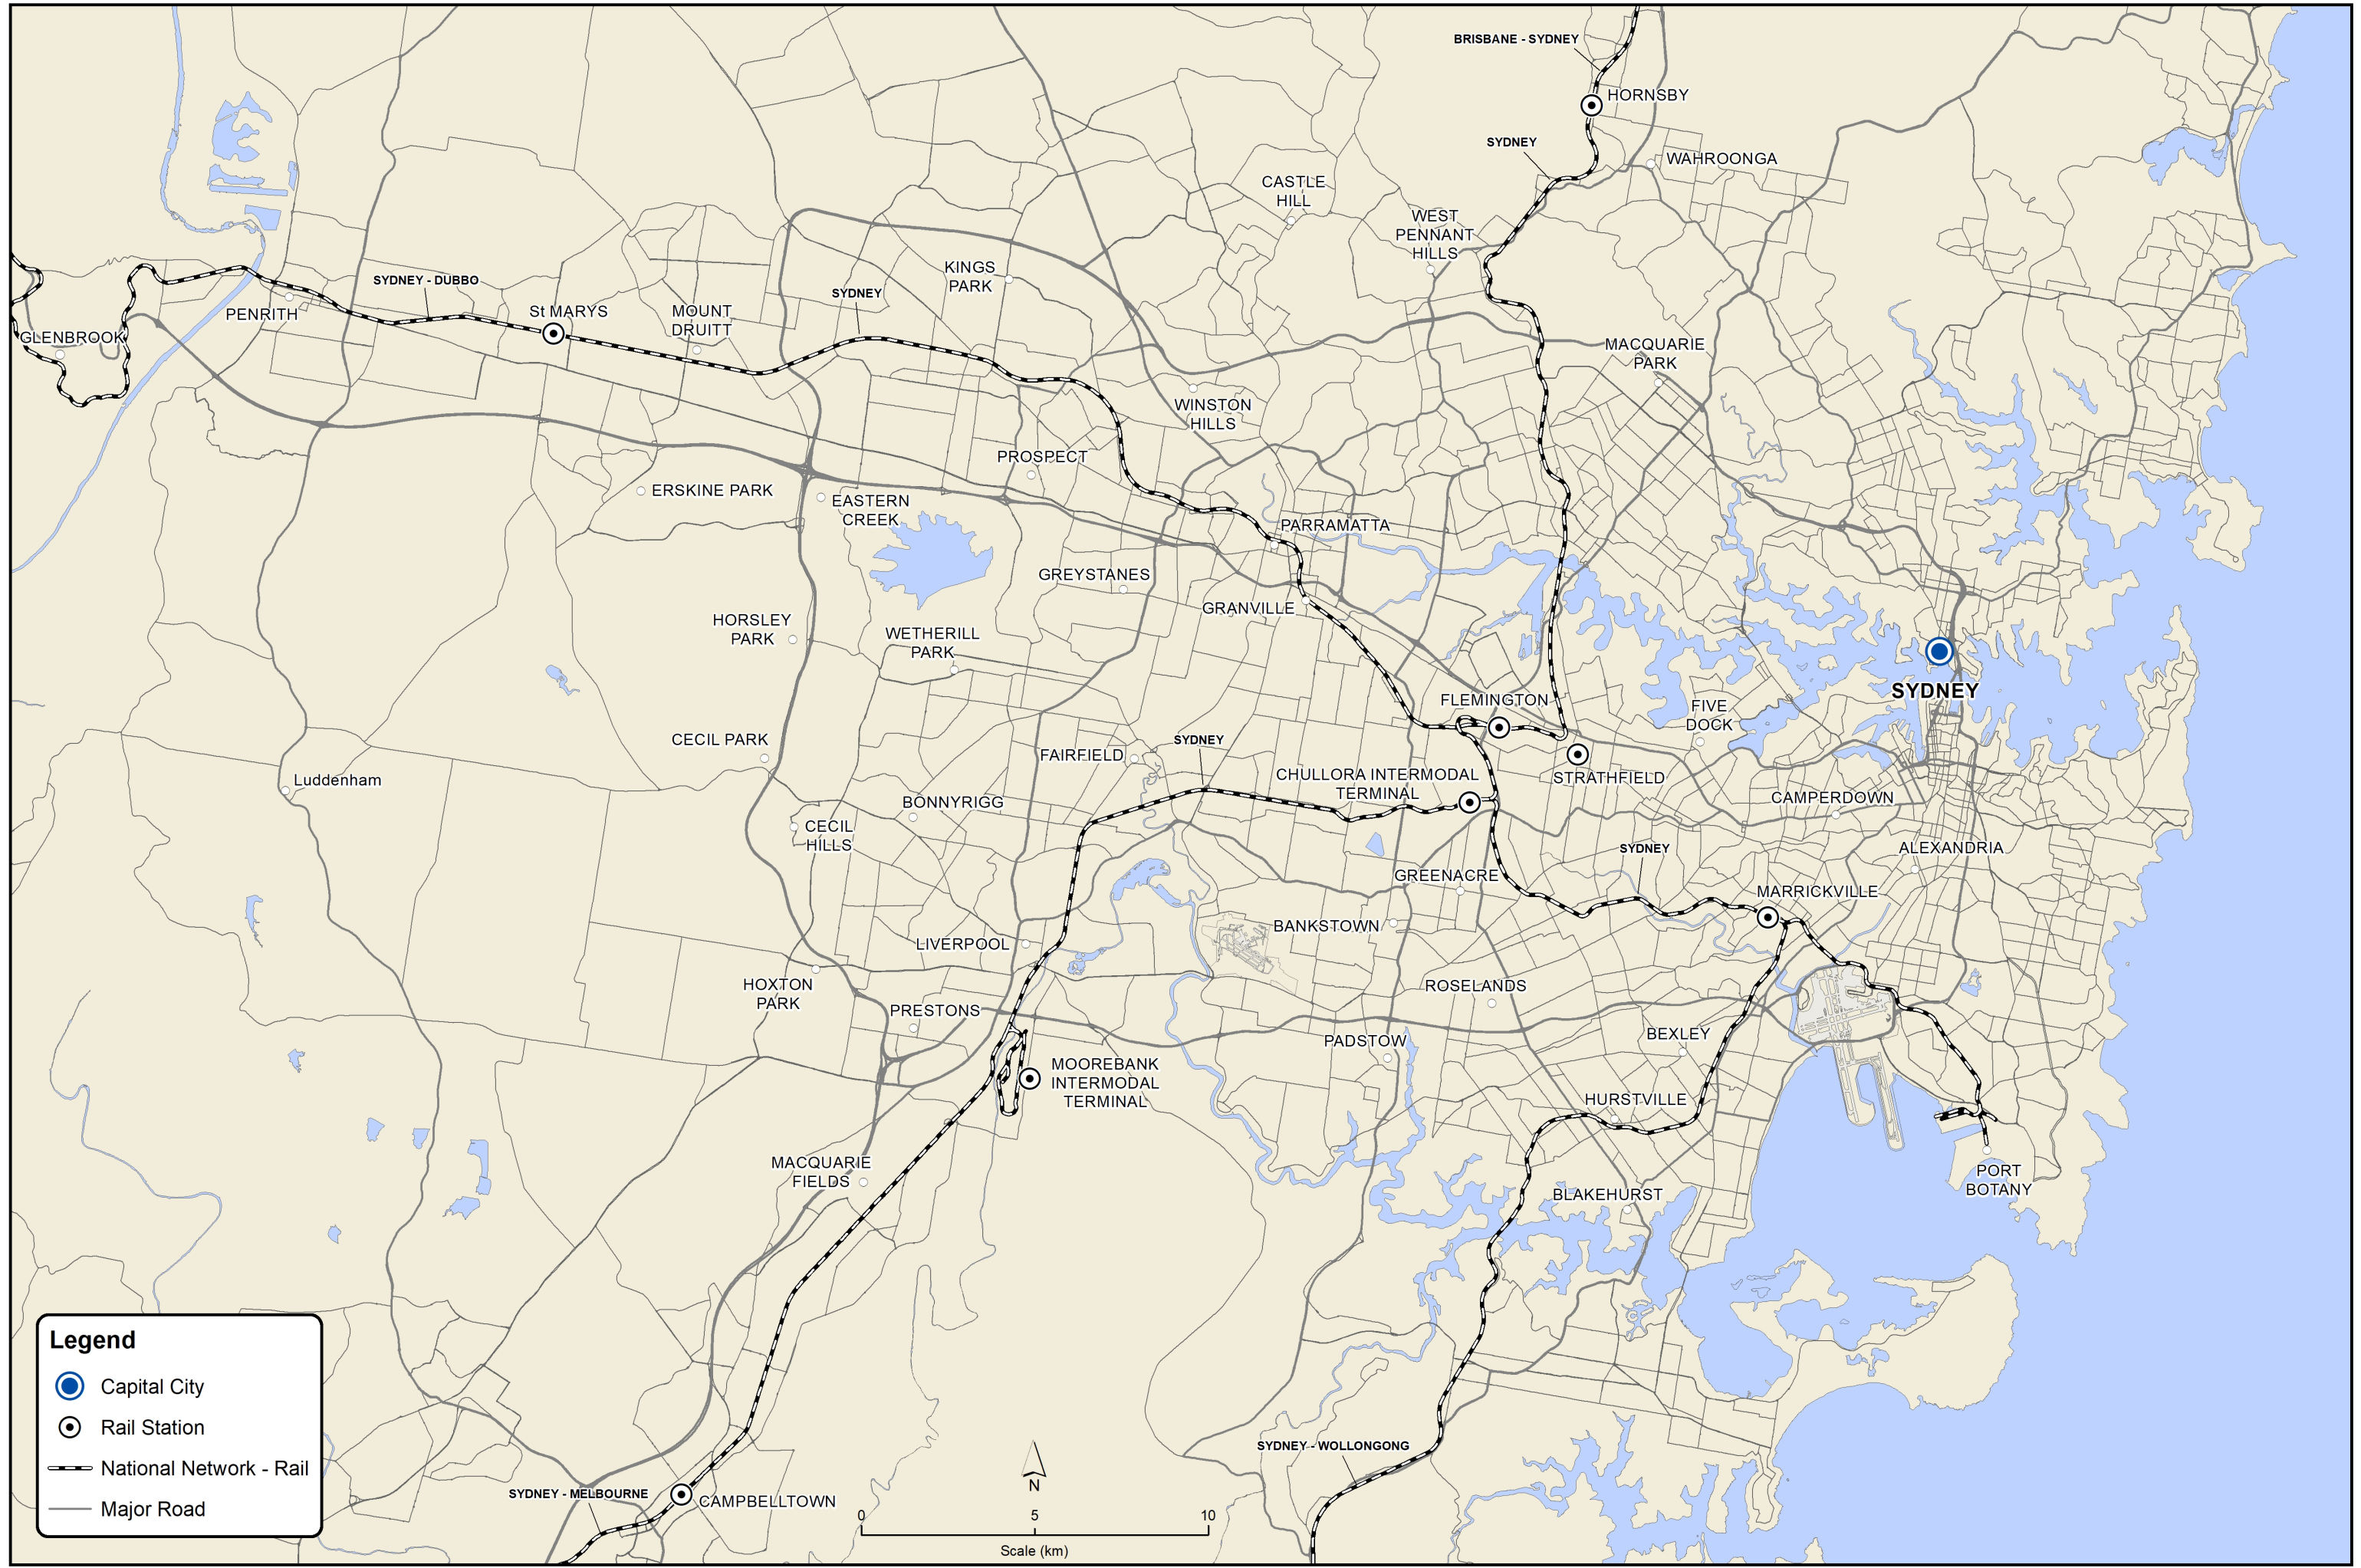 BRISBANE - SYDNEY
HORNSBY
SYDNEY
WAHROONGA
CASTLE
HILL
WEST
PENNANT
HILLS
KINGS
PARK
SYDNEY - DUBBO
SYDNEY
PENRITH
St MARYS
MOUNT
DRUITT
GLENBROOK
MACQUARIE
PARK
WINSTON
HILLS
PROSPECT
ERSKINE PARK
EASTERN
CREEK
PARRAMATTA
GREYSTANES
GRANVILLE
HORSLEY
PARK
WETHERILL
PARK
SYDNEY
FLEMINGTON
FIVE
DOCK
CECIL PARK
FAIRFIELD
SYDNEY
Luddenham
CHULLORA INTERMODAL
TERMINAL
STRATHFIELD
BONNYRIGG
CAMPERDOWN
CECIL
HILLS
SYDNEY
ALEXANDRIA
GREENACRE
MARRICKVILLE
BANKSTOWN
LIVERPOOL
HOXTON
PARK
ROSELANDS
PRESTONS
BEXLEY
PADSTOW
MOOREBANK
INTERMODAL
TERMINAL
HURSTVILLE
MACQUARIE
FIELDS
PORT
BOTANY
BLAKEHURST
Legend
Capital City
Rail Station
National Network - Rail
Major Road
SYDNEY - WOLLONGONG
SYDNEY - MELBOURNE
CAMPBELLTOWN
N
0 5 10
Scale (km)